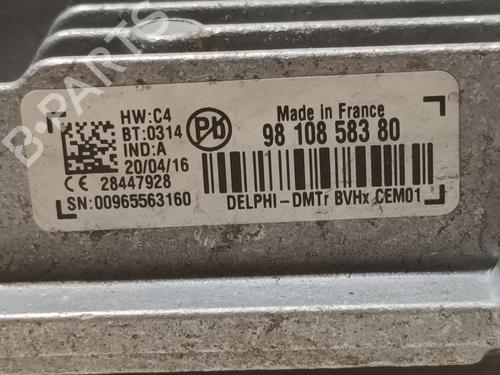 B-PARTS
HW:C4
BT:0314
IND:A
20/04/16
CE 28447928
SN:00965563160
Pb
Made in France
98 108 583 80
DELPHI-DMTr BVHx CEM01